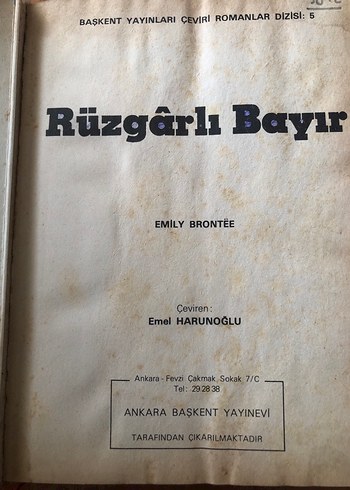 BAŞKENT YAYINLARI ÇEVİRİ ROMANLAR DİZİSİ: 5
Rüzgârlı Bayır
EMILY BRONTËE
Çeviren:
Emel HARUNOĞLU
Ankara - Fevzi Çakmak Sokak 7/C
Tel: 29 28 38
ANKARA BAŞKENT YAYINEVİ
TARAFINDAN ÇIKARILMAKTADIR